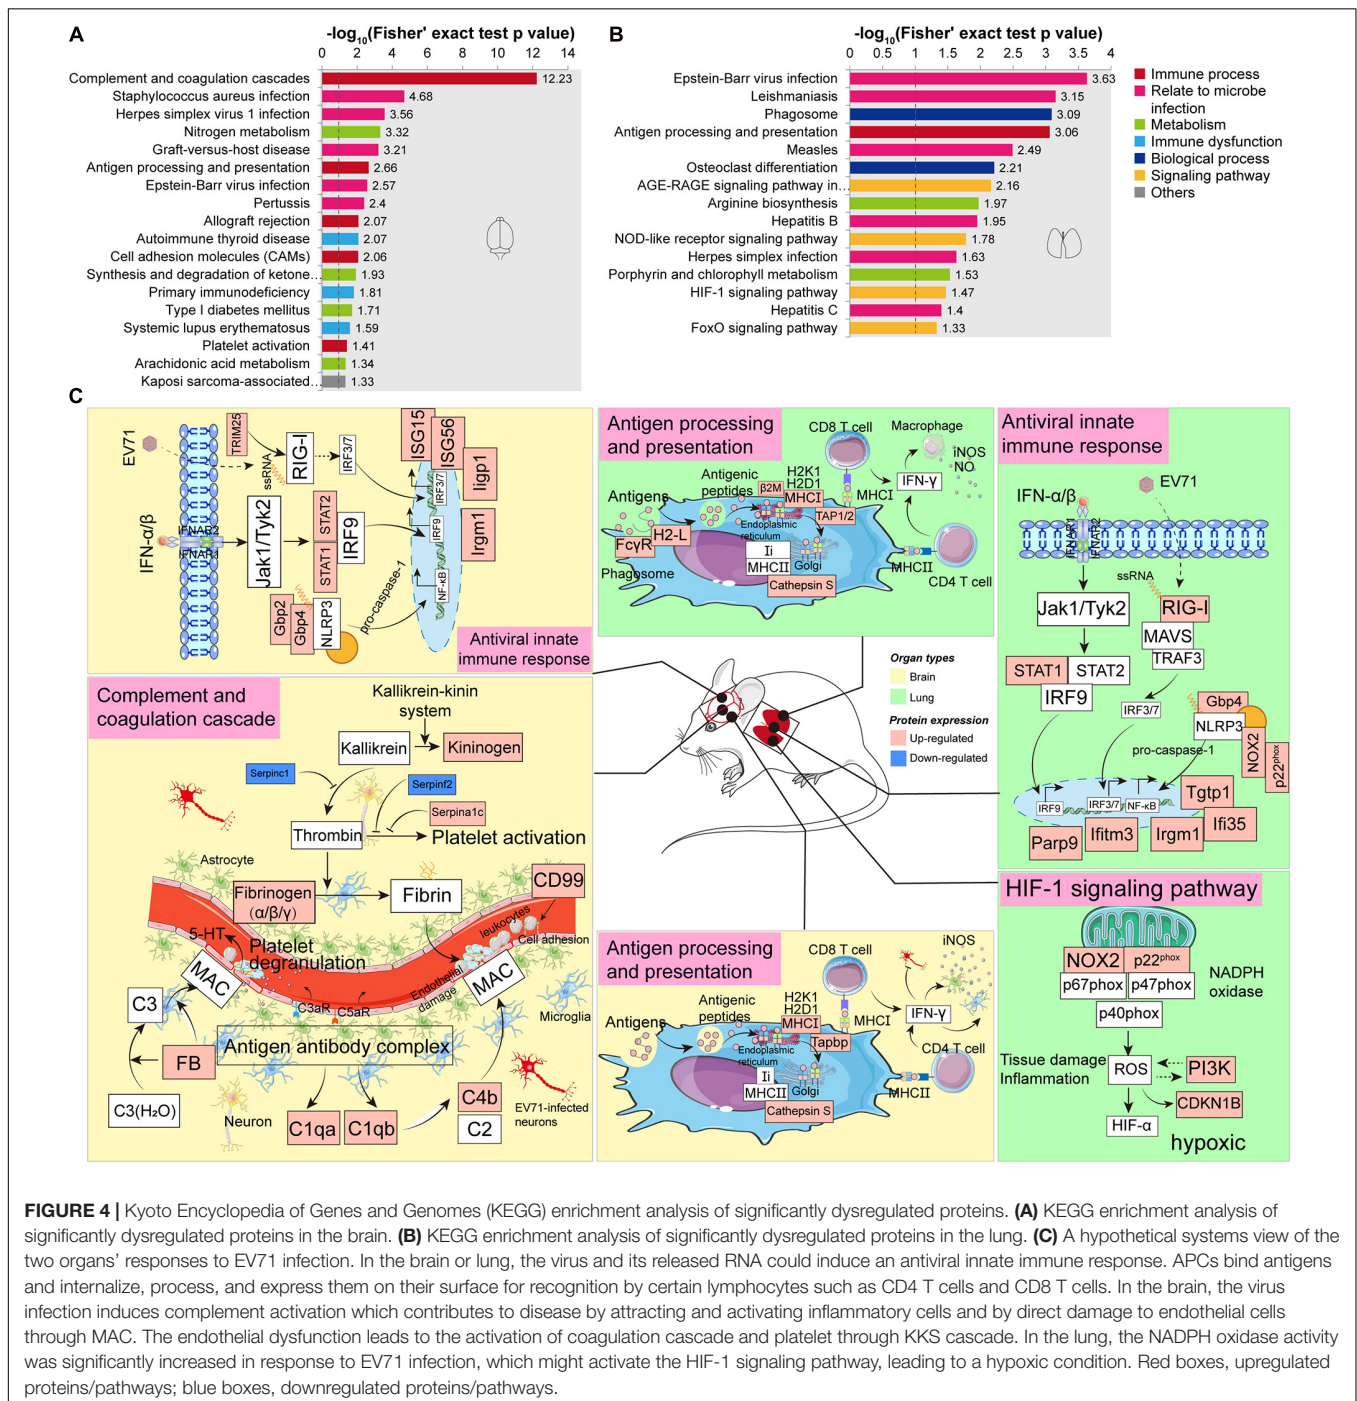 A
-log10(Fisher' exact test p value)
0 2 4 6 8 10 12 14
Complement and coagulation cascades 12.23
Staphylococcus aureus infection 4.68
Herpes simplex virus 1 infection 3.56
Nitrogen metabolism 3.32
Graft-versus-host disease 3.21
Antigen processing and presentation 2.66
Epstein-Barr virus infection 2.57
Pertussis 2.4
Allograft rejection 2.07
Autoimmune thyroid disease 2.07
Cell adhesion molecules (CAMs) 2.06
Synthesis and degradation of ketone... 1.93
Primary immunodeficiency 1.81
Type I diabetes mellitus 1.71
Systemic lupus erythematosus 1.59
Platelet activation 1.41
Arachidonic acid metabolism 1.34
Kaposi sarcoma-associated... 1.33
B
-log10(Fisher' exact test p value)
0 0.5 1 1.5 2 2.5 3 3.5 4
Epstein-Barr virus infection 3.63
Leishmaniasis 3.15
Phagosome 3.09
Antigen processing and presentation 3.06
Measles 2.49
Osteoclast differentiation 2.21
AGE-RAGE signaling pathway in... 2.16
Arginine biosynthesis 1.97
Hepatitis B 1.95
NOD-like receptor signaling pathway 1.78
Herpes simplex infection 1.63
Porphyrin and chlorophyll metabolism 1.53
HIF-1 signaling pathway 1.47
Hepatitis C 1.4
FoxO signaling pathway 1.33
Immune process
Relate to microbe
infection
Metabolism
Immune dysfunction
Biological process
Signaling pathway
Others
C
EV71
TRIM25
ssRNA
RIG-I
IRF3/7
ISG15
ISG56
Iigp1
Irgm1
IRF3/7
IRF9
NF-κB
IFN-α/β
IFNAR2
IFNAR1
Jak1/Tyk2
STAT1
STAT2
IRF9
Gbp2
Gbp4
NLRP3
pro-caspase-1
Antiviral innate
immune response
Complement and
coagulation cascade
Kallikrein-kinin
system
Kallikrein
Kininogen
Serpinc1
Serpinf2
Serpina1c
Thrombin
Platelet activation
Astrocyte
Fibrinogen
(α/β/γ)
Fibrin
CD99
leukocytes
Cell adhesion
5-HT
Platelet
degranulation
Endothelial
damage
MAC
MAC
C3
C3aR
C5aR
Microglia
Antigen antibody complex
FB
C3(H₂O)
Neuron
C1qa
C1qb
C4b
C2
EV71-infected
neurons
Antigen processing
and presentation
CD8 T cell
Macrophage
iNOS
NO
IFN-γ
Antigenic
peptides
H2K1
H2D1
β2M
MHCI
MHCI
TAP1/2
Antigens
FcγR
H2-L
Phagosome
Endoplasmic
reticulum
Ii
MHCII
Golgi
Cathepsin S
MHCII
CD4 T cell
Organ types
Brain
Lung
Protein expression
Up-regulated
Down-regulated
Antigen processing
and presentation
CD8 T cell
iNOS
IFN-γ
Antigenic
peptides
H2K1
H2D1
MHCI
MHCI
Tapbp
Antigens
Endoplasmic
reticulum
Ii
MHCII
Golgi
Cathepsin S
MHCII
CD4 T cell
Antiviral innate
immune response
IFN-α/β
EV71
IFNAR1
IFNAR2
ssRNA
Jak1/Tyk2
RIG-I
MAVS
TRAF3
STAT1
STAT2
IRF9
IRF3/7
Gbp4
NLRP3
NOX2
p22phox
pro-caspase-1
IRF9
IRF3/7
NF-κB
Tgtp1
Ifi35
Parp9
Ifitm3
Irgm1
HIF-1 signaling pathway
NOX2
p22phox
p67phox
p47phox
p40phox
NADPH
oxidase
Tissue damage
Inflammation
ROS
PI3K
CDKN1B
HIF-α
hypoxic
FIGURE 4 | Kyoto Encyclopedia of Genes and Genomes (KEGG) enrichment analysis of significantly dysregulated proteins. (A) KEGG enrichment analysis of
significantly dysregulated proteins in the brain. (B) KEGG enrichment analysis of significantly dysregulated proteins in the lung. (C) A hypothetical systems view of the
two organs' responses to EV71 infection. In the brain or lung, the virus and its released RNA could induce an antiviral innate immune response. APCs bind antigens
and internalize, process, and express them on their surface for recognition by certain lymphocytes such as CD4 T cells and CD8 T cells. In the brain, the virus
infection induces complement activation which contributes to disease by attracting and activating inflammatory cells and by direct damage to endothelial cells
through MAC. The endothelial dysfunction leads to the activation of coagulation cascade and platelet through KKS cascade. In the lung, the NADPH oxidase activity
was significantly increased in response to EV71 infection, which might activate the HIF-1 signaling pathway, leading to a hypoxic condition. Red boxes, upregulated
proteins/pathways; blue boxes, downregulated proteins/pathways.